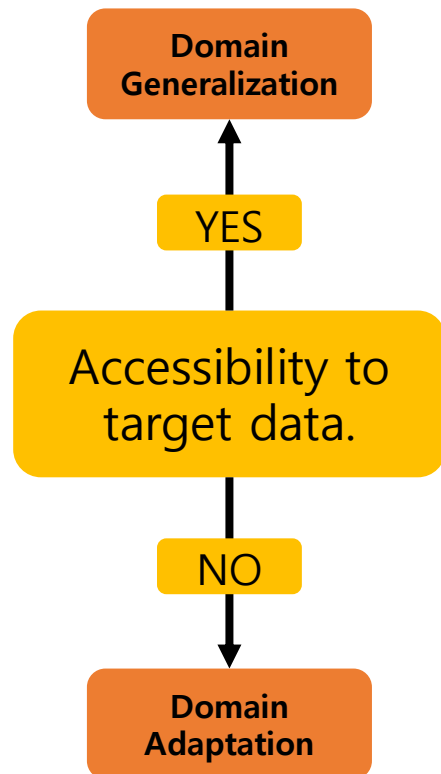 Domain
Generalization
YES
Accessibility to
target data.
NO
Domain
Adaptation